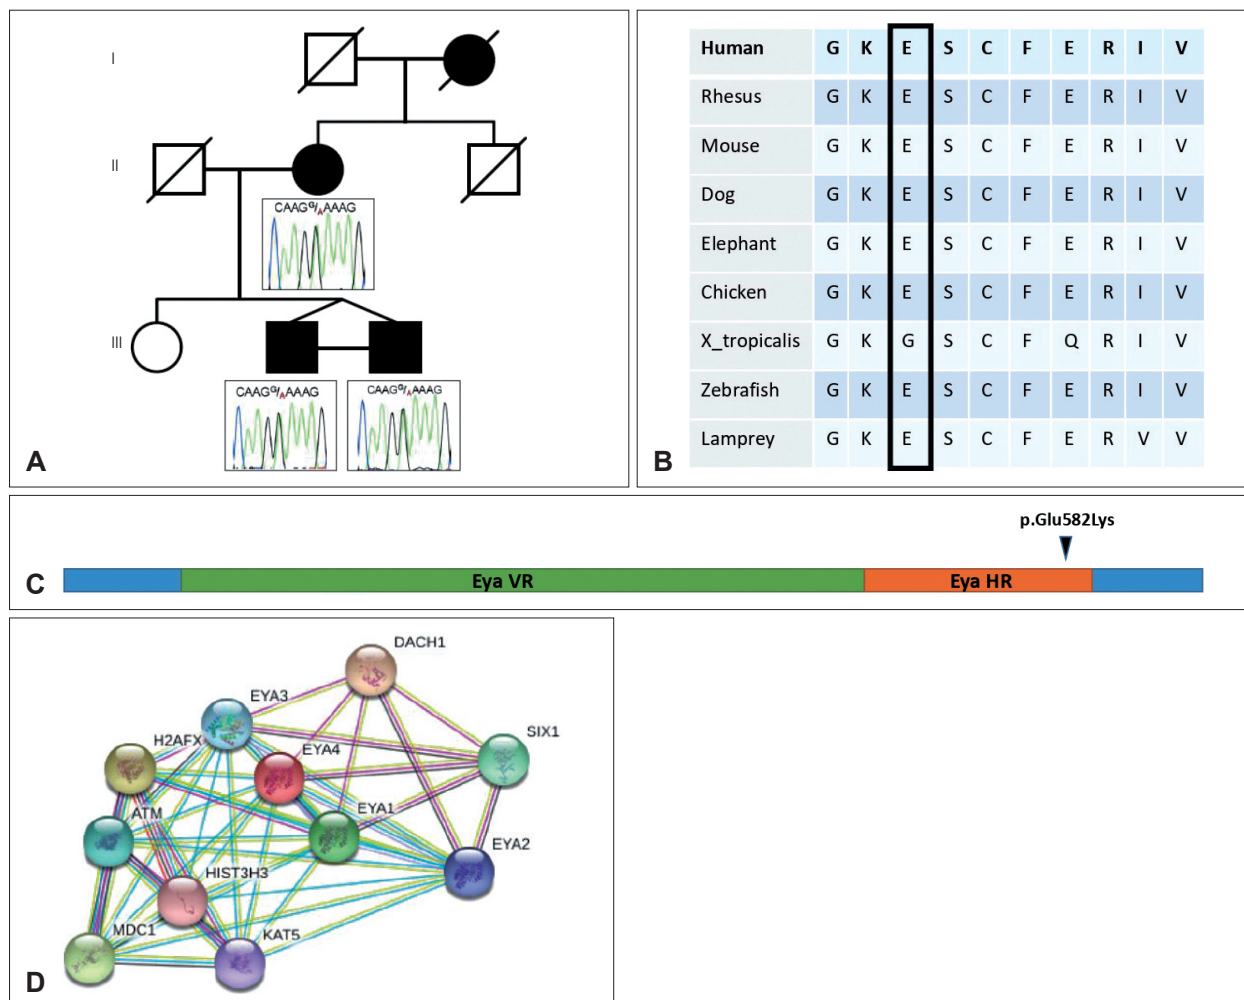 I
II
CAAGG/AAAAG
III
CAAGG/AAAAG
CAAGG/AAAAG
A
Human G K E S C F E R I V
Rhesus G K E S C F E R I V
Mouse G K E S C F E R I V
Dog G K E S C F E R I V
Elephant G K E S C F E R I V
Chicken G K E S C F E R I V
X_tropicalis G K G S C F Q R I V
Zebrafish G K E S C F E R I V
Lamprey G K E S C F E R V V
B
p.Glu582Lys
Eya VR
Eya HR
C
DACH1
EYA3
SIX1
H2AFX
EYA4
ATM
EYA1
EYA2
HIST3H3
MDC1
KAT5
D